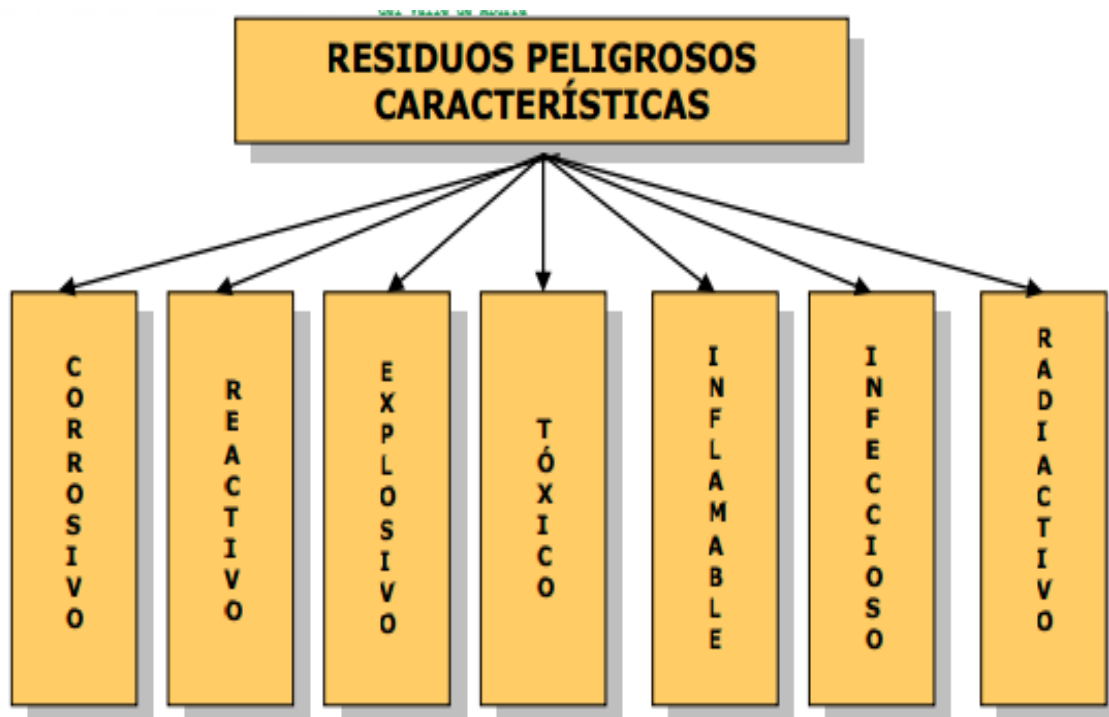 RESIDUOS PELIGROSOS
CARACTERÍSTICAS
CORROSIVO
REACTIVO
EXPLOSIVO
TÓXICO
INFLAMABLE
INFECCIOSO
RADIACTIVO